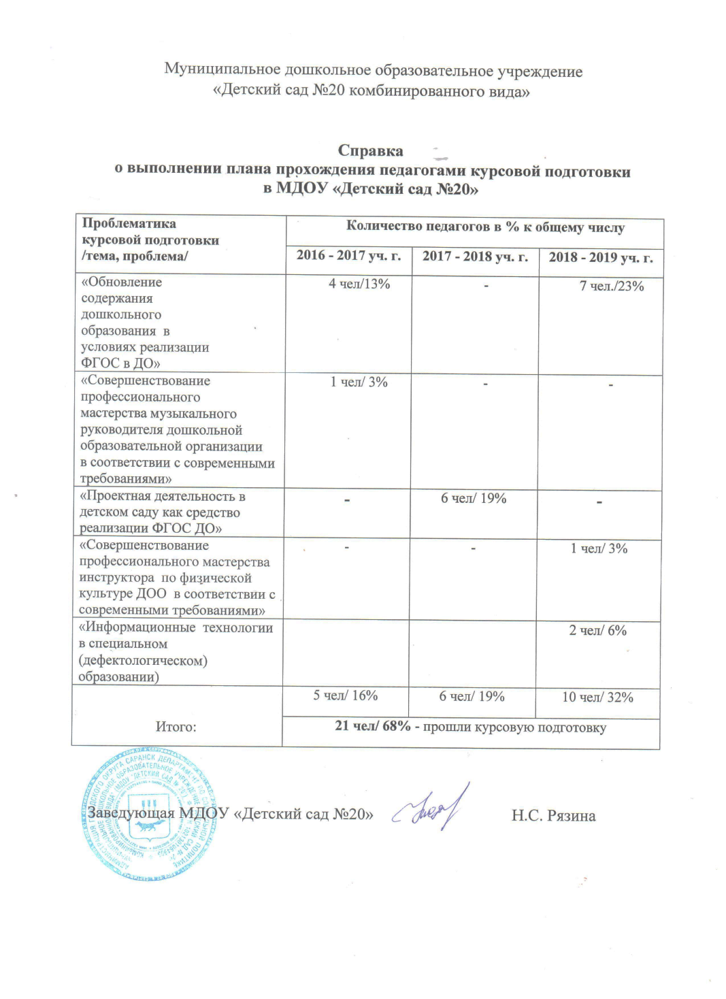 Муниципальное дошкольное образовательное учреждение
«Детский сад №20 комбинированного вида»
Справка
о выполнении плана прохождения педагогами курсовой подготовки
в МДОУ «Детский сад №20»
Проблематика
курсовой подготовки
/тема, проблема/
Количество педагогов в % к общему числу
2016 - 2017 уч. г. 2017 - 2018 уч. г. 2018 - 2019 уч. г.
«Обновление
содержания
дошкольного
образования в
условиях реализации
ФГОС в ДО»
4 чел/13% - 7 чел./23%
«Совершенствование
профессионального
мастерства музыкального
руководителя дошкольной
образовательной организации
в соответствии с современными
требованиями»
1 чел/ 3% - -
«Проектная деятельность в
детском саду как средство
реализации ФГОС ДО»
- 6 чел/ 19% -
«Совершенствование
профессионального мастерства
инструктора по физической
культуре ДОО в соответствии с
современными требованиями»
- - 1 чел/ 3%
«Информационные технологии
в специальном
(дефектологическом)
образовании)
2 чел/ 6%
Итого:
5 чел/ 16% 6 чел/ 19% 10 чел/ 32%
21 чел/ 68% - прошли курсовую подготовку
Заведующая МДОУ «Детский сад №20» Н.С. Рязина